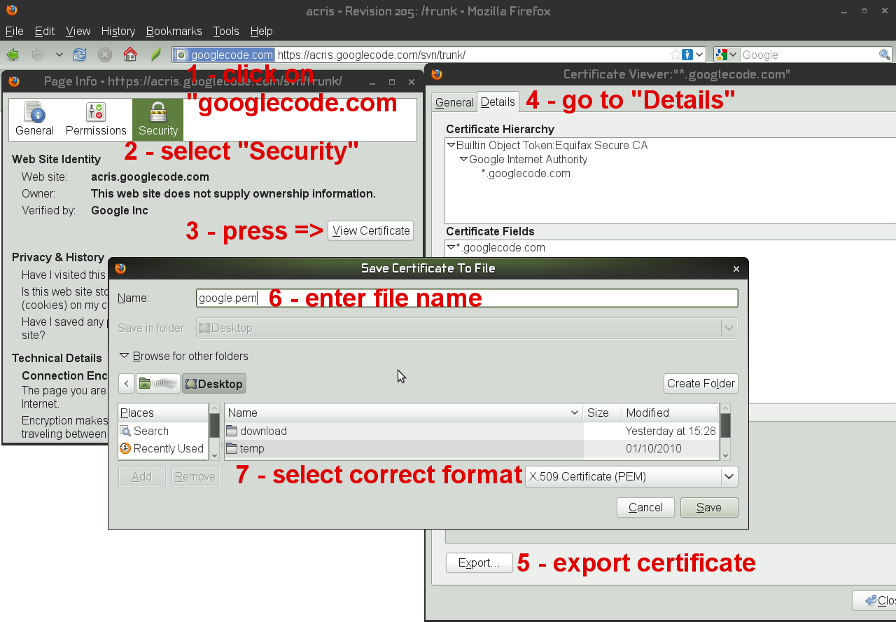 acris - Revision 205: /trunk - Mozilla Firefox
File Edit View History Bookmarks Tools Help
googlecode.com https://acris.googlecode.com/svn/trunk/
Google
1 - click on
"googlecode.com
Page Info - https://acris.googlecode.com/svn/trunk/
General Permissions Security
2 - select "Security"
Web Site Identity
Web site: acris.googlecode.com
Owner: This web site does not supply ownership information.
Verified by: Google Inc
3 - press => View Certificate
Privacy & History
Have I visited this
Is this web site sto
(cookies) on my c
Have I saved any p
site?
Technical Details
Connection Enc
The page you are
Internet.
Encryption makes
traveling between
Certificate Viewer:"*.googlecode.com"
General Details
4 - go to "Details"
Certificate Hierarchy
Builtin Object Token:Equifax Secure CA
Google Internet Authority
*.googlecode.com
Certificate Fields
*.googlecode.com
Save Certificate To File
Name: google.pem
6 - enter file name
Save in folder: Desktop
Browse for other folders
Desktop
Create Folder
Places
Search
Recently Used
Name Size Modified
download Yesterday at 15:28
temp 01/10/2010
Add Remove
7 - select correct format X.509 Certificate (PEM)
Cancel Save
Export... 5 - export certificate
Clos